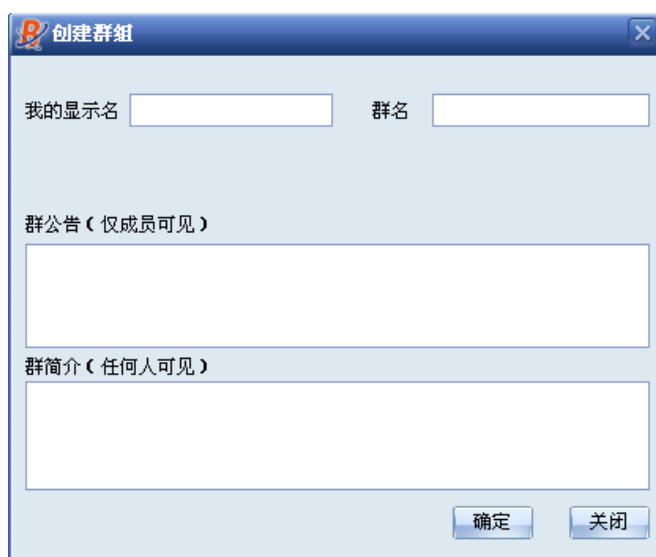 创建群组
我的显示名 群名
群公告(仅成员可见)
群简介(任何人可见)
确定 关闭